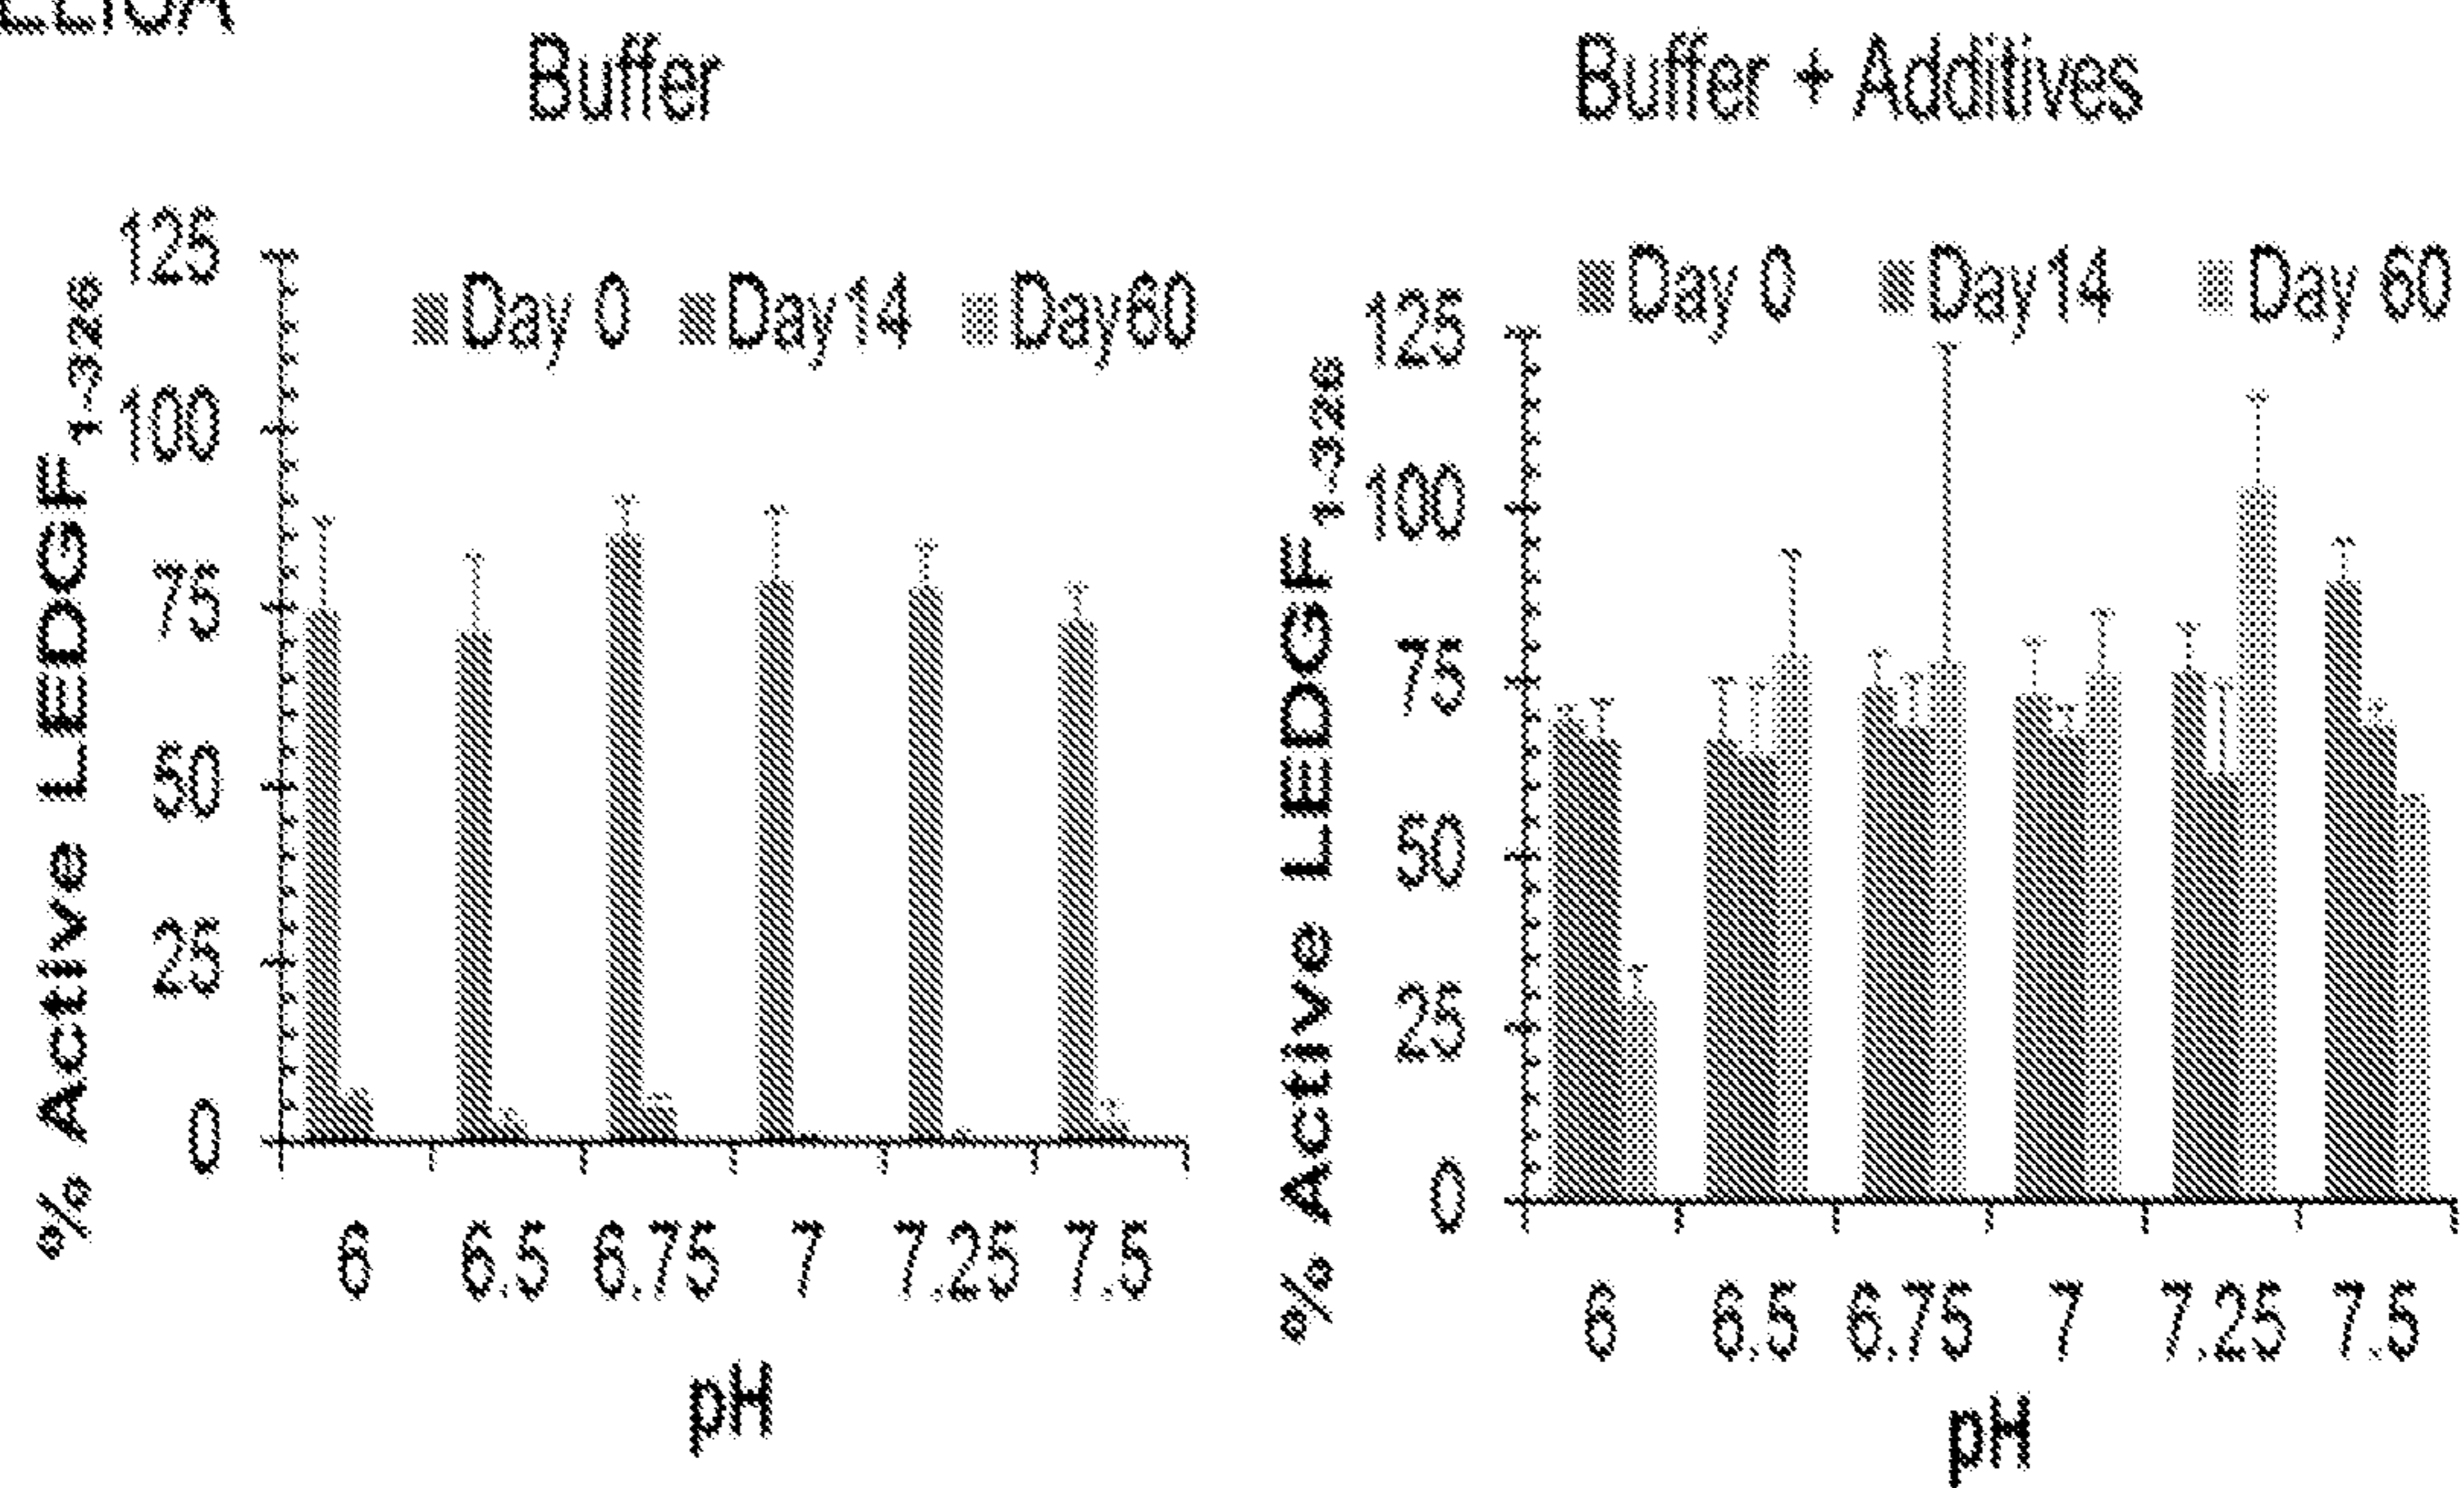 ELISA
Buffer
Buffer + Additives
Day 0 Day14 Day60
Day 0 Day14 Day 60
% Active LEDGF1-326
125
100
75
50
25
0
6 6.5 6.75 7 7.25 7.5
pH
% Active LEDGF1-326
125
100
75
50
25
0
6 6.5 6.75 7 7.25 7.5
pH